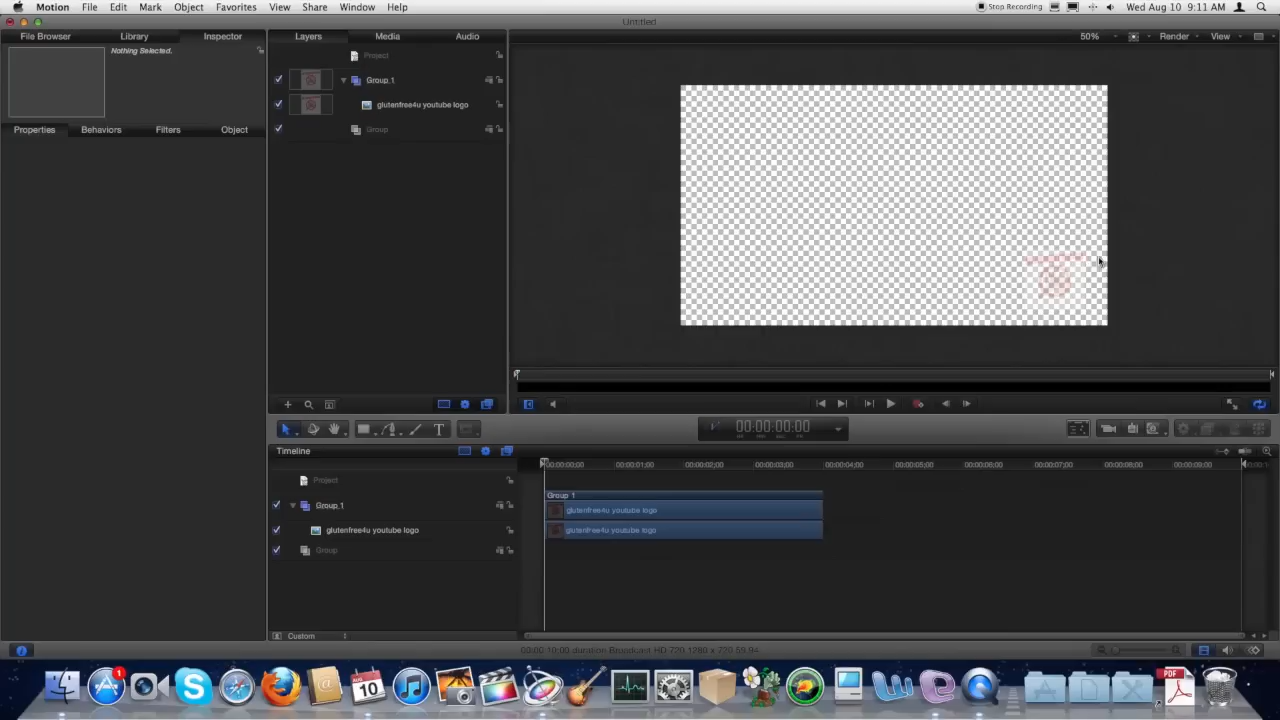 Motion File Edit Mark Object Favorites View Share Window Help Stop Recording Wed Aug 10 9:11 AM
Untitled
File Browser Library Inspector Layers Media Audio 50% Render View
Nothing Selected.
Project
Group 1
glutenfree4u youtube logo
Group
Properties Behaviors Filters Object
00:00:00:00
Timeline
00:00:00;00 00:00:01;00 00:00:02;00 00:00:03;00 00:00:04;00 00:00:05;00 00:00:06;00 00:00:07;00 00:00:08;00 00:00:09;00
Project
Group 1
Group 1
glutenfree4u youtube logo
glutenfree4u youtube logo
glutenfree4u youtube logo
Group
Custom
00:00:10;00 duration Broadcast HD 720 1280 x 720 59.94
1
AUG
10
PDF